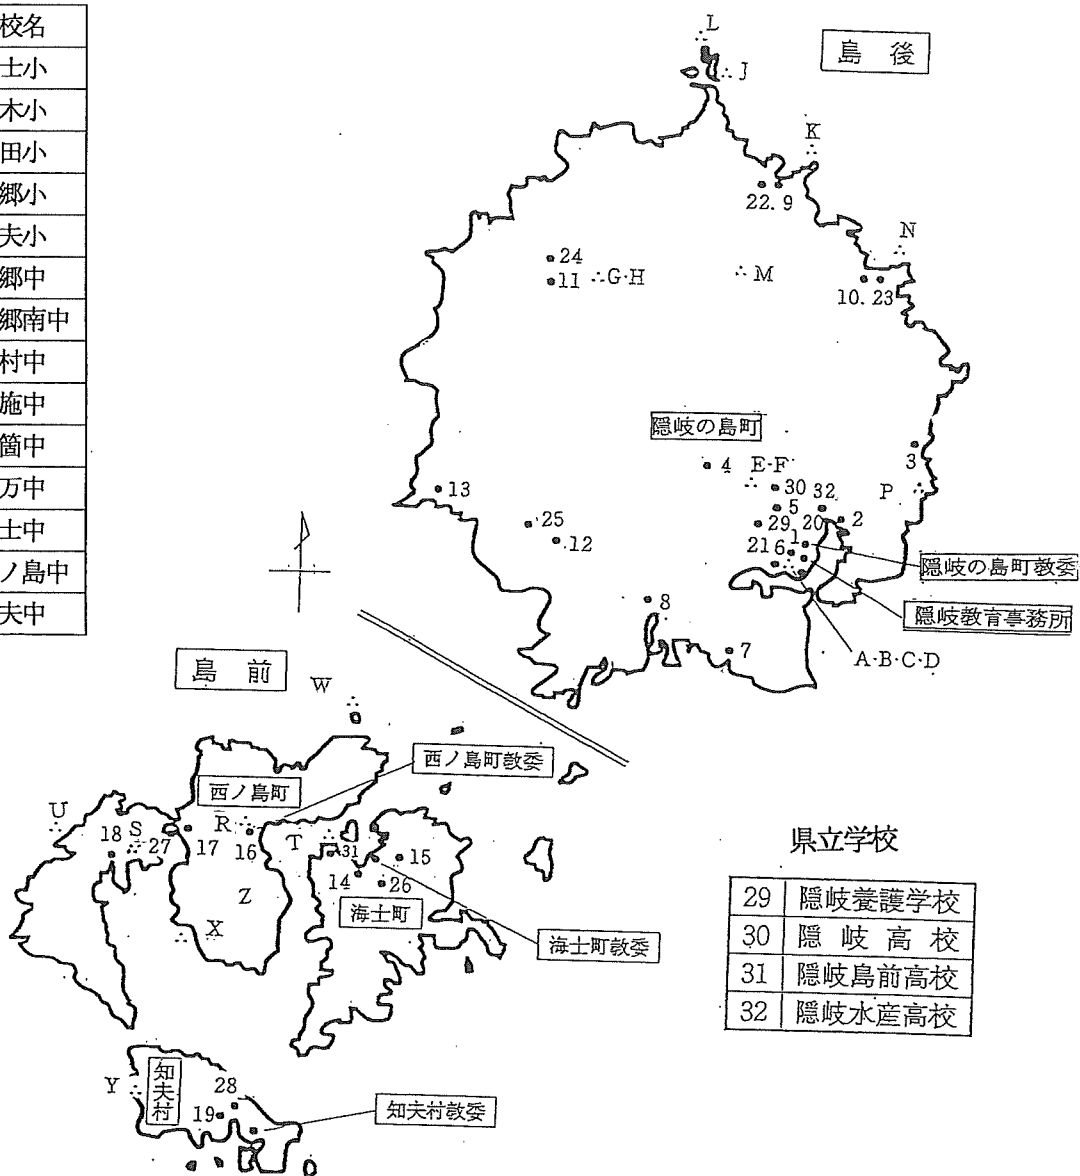 校名
士小
木小
田小
郷小
夫小
郷中
郷南中
村中
施中
箇中
万中
士中
ノ島中
夫中
島後
L
J
K
22. 9
N
24
11
G·H
M
10. 23
隠岐の島町
4
E·F
3
P
13
30
32
5
25
29
20
2
12
1
21
6
隠岐の島町教委
隠岐教育事務所
8
7
A·B·C·D
島前
W
西ノ島町教委
西ノ島町
U
18
S
27
17
R
16
T
31
15
14
26
Z
海士町
X
海士町教委
県立学校
29 隠岐養護学校
30 隠岐高校
31 隠岐島前高校
32 隠岐水産高校
Y
知夫村
28
19
知夫村教委